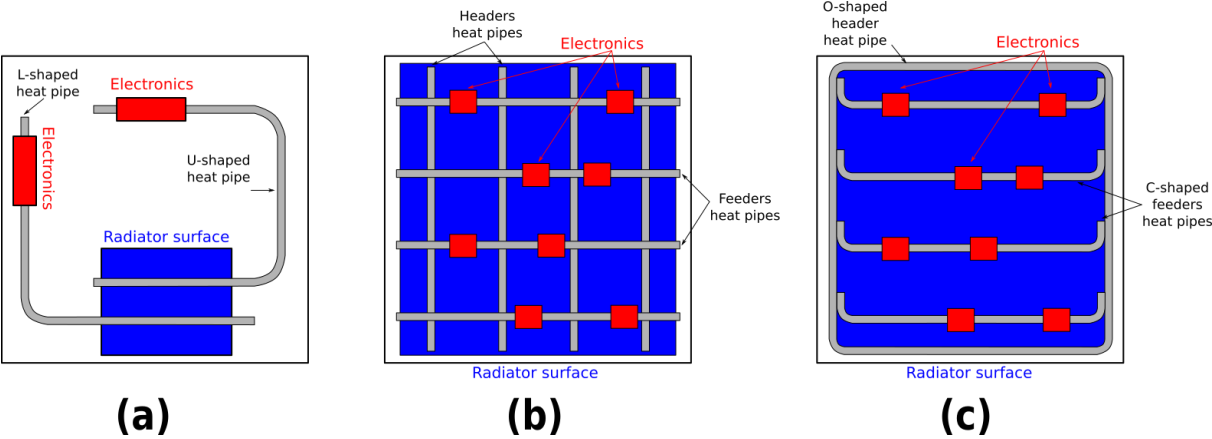 L-shaped
heat pipe
Electronics
Electronics
U-shaped
heat pipe
Radiator surface
(a)
Headers
heat pipes
Electronics
Feeders
heat pipes
Radiator surface
(b)
O-shaped
header
heat pipe
Electronics
C-shaped
feeders
heat pipes
Radiator surface
(c)